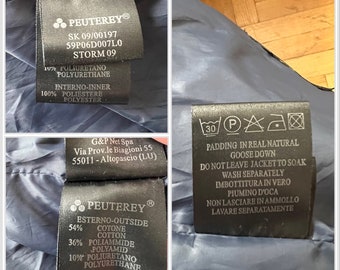 PEUTEREY
SK 09/00197
59P06D007L0
STORM 09
10% POLIURETANO
POLYURETHANE
INTERNO-INNER
100% POLIESTERE
POLYESTER
G&P Net Spa
Via Prov.le Biagioni 55
55011 - Altopascio (LU)
PEUTEREY
ESTERNO-OUTSIDE
54% COTONE
COTTON
36% POLIAMMIDE
POLYAMID
10% POLIURETANO
POLYURETHANE
30 P
PADDING IN REAL NATURAL
GOOSE DOWN
DO NOT LEAVE JACKET TO SOAK
WASH SEPARATELY
IMBOTTITURA IN VERO
PIUMINO D'OCA
NON LASCIARE IN AMMOLLO
LAVARE SEPARATAMENTE